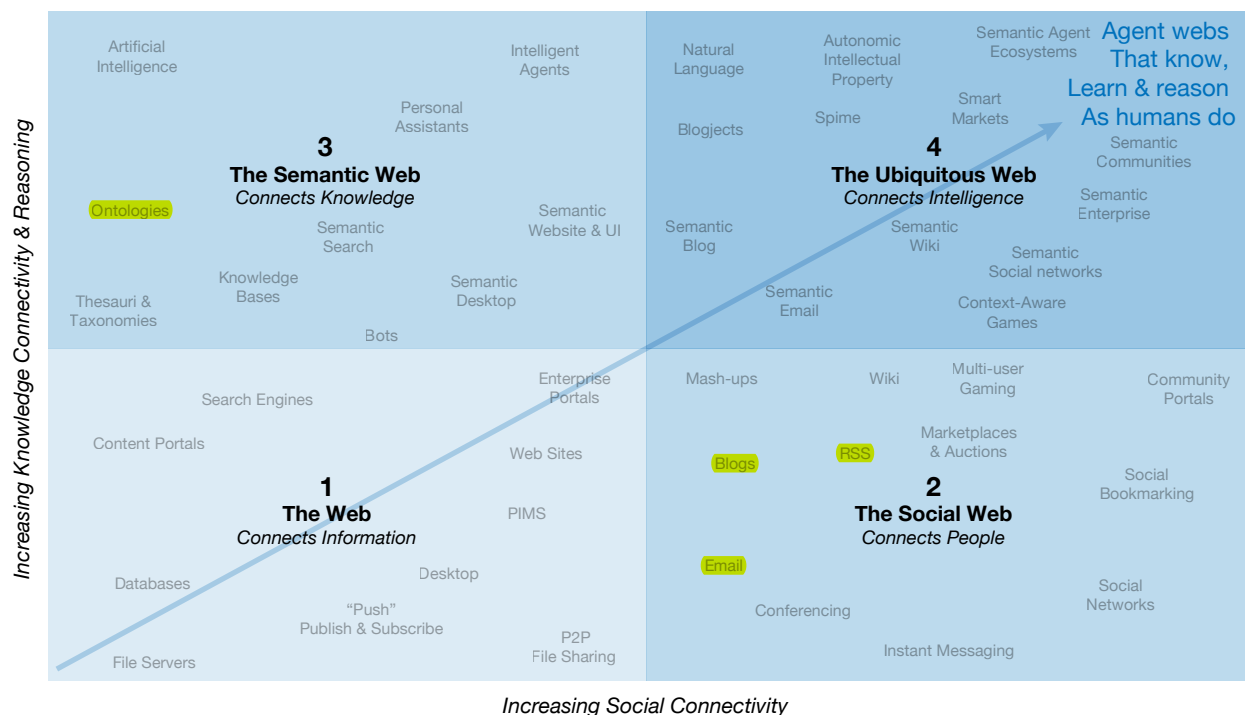 Increasing Knowledge Connectivity & Reasoning
Artificial
Intelligence
Intelligent
Agents
Personal
Assistants
3
The Semantic Web
Connects Knowledge
Ontologies
Semantic
Search
Semantic
Website & UI
Knowledge
Bases
Semantic
Desktop
Thesauri &
Taxonomies
Bots
Natural
Language
Autonomic
Intellectual
Property
Semantic Agent
Ecosystems
Agent webs
That know,
Learn & reason
As humans do
Blogjects
Spime
Smart
Markets
4
The Ubiquitous Web
Connects Intelligence
Semantic
Communities
Semantic
Enterprise
Semantic
Blog
Semantic
Wiki
Semantic
Social networks
Semantic
Email
Context-Aware
Games
Search Engines
Enterprise
Portals
Content Portals
Web Sites
1
The Web
Connects Information
PIMS
Databases
Desktop
“Push”
Publish & Subscribe
File Servers
P2P
File Sharing
Mash-ups
Wiki
Multi-user
Gaming
Community
Portals
Blogs
RSS
Marketplaces
& Auctions
Social
Bookmarking
2
The Social Web
Connects People
Email
Conferencing
Social
Networks
Instant Messaging
Increasing Social Connectivity